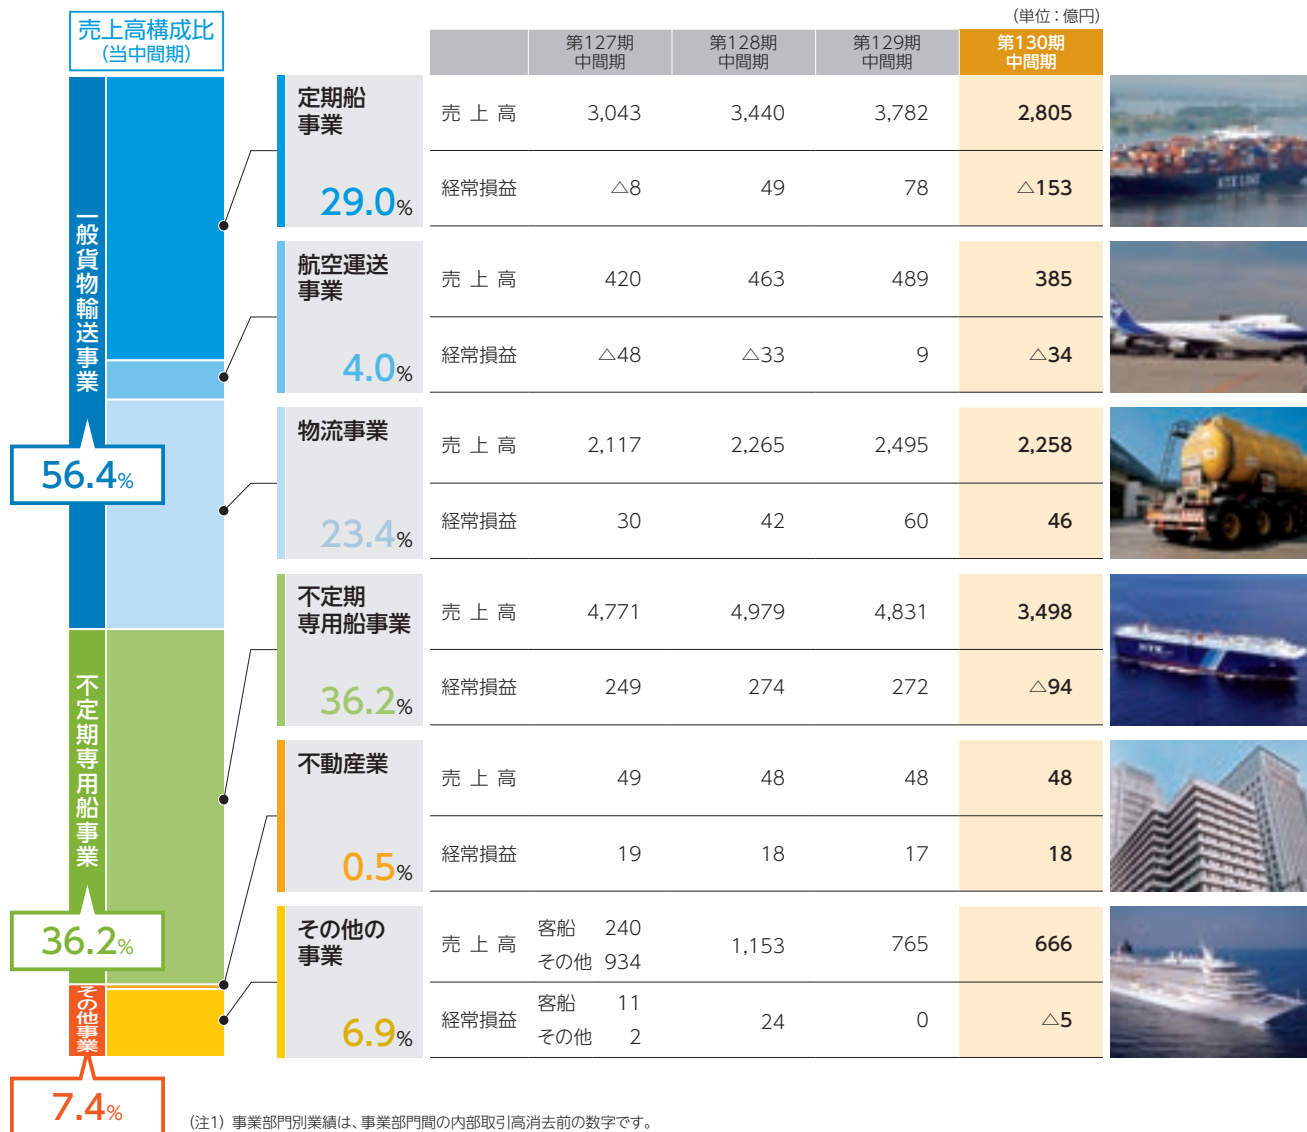 売上高構成比
(当中間期)
(単位：億円)
第127期 第128期 第129期 第130期
中間期 中間期 中間期 中間期
一般貨物輸送事業
56.4%
定期船
事業
29.0%
売上高 3,043 3,440 3,782 2,805
経常損益 △8 49 78 △153
航空運送
事業
4.0%
売上高 420 463 489 385
経常損益 △48 △33 9 △34
物流事業
23.4%
売上高 2,117 2,265 2,495 2,258
経常損益 30 42 60 46
不定期専用船事業
36.2%
不定期
専用船事業
36.2%
売上高 4,771 4,979 4,831 3,498
経常損益 249 274 272 △94
その他事業
7.4%
不動産業
0.5%
売上高 49 48 48 48
経常損益 19 18 17 18
その他の
事業
6.9%
売上高 客船 240 1,153 765 666
その他 934
経常損益 客船 11 24 0 △5
その他 2
NYK LINE
(注1) 事業部門別業績は、事業部門間の内部取引高消去前の数字です。